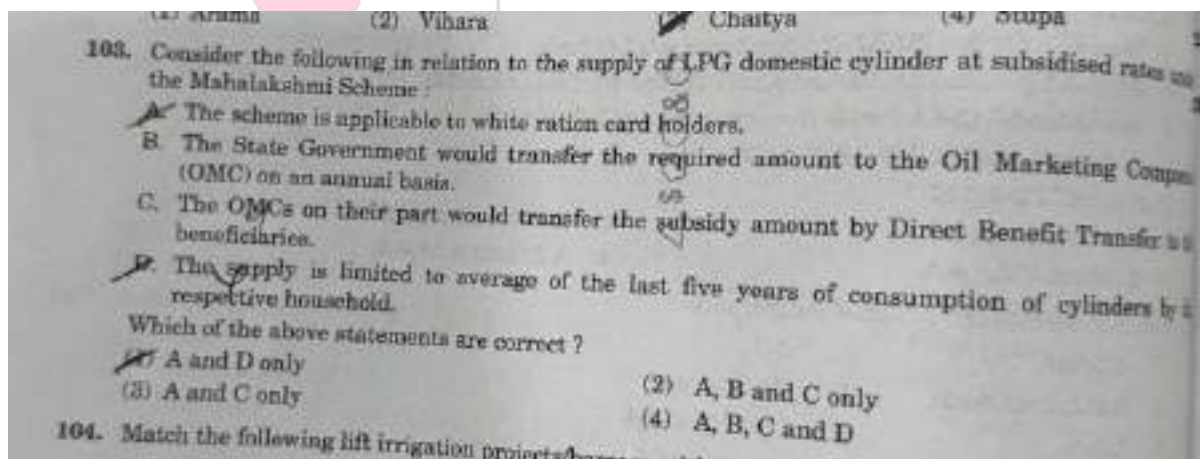 (2) Vihara Chaitya (4) Stupa
103. Consider the following in relation to the supply of LPG domestic cylinder at subsidised rates
the Mahalakshmi Scheme :
A. The scheme is applicable to white ration card holders.
B. The State Government would transfer the required amount to the Oil Marketing
(OMC) on an annual basis.
C. The OMCs on their part would transfer the subsidy amount by Direct Benefit Transfer
beneficiaries.
D. The supply is limited to average of the last five years of consumption of cylinders by
respective household.
Which of the above statements are correct ?
(1) A and D only
(2) A, B and C only
(3) A and C only
(4) A, B, C and D
104. Match the following lift irrigation